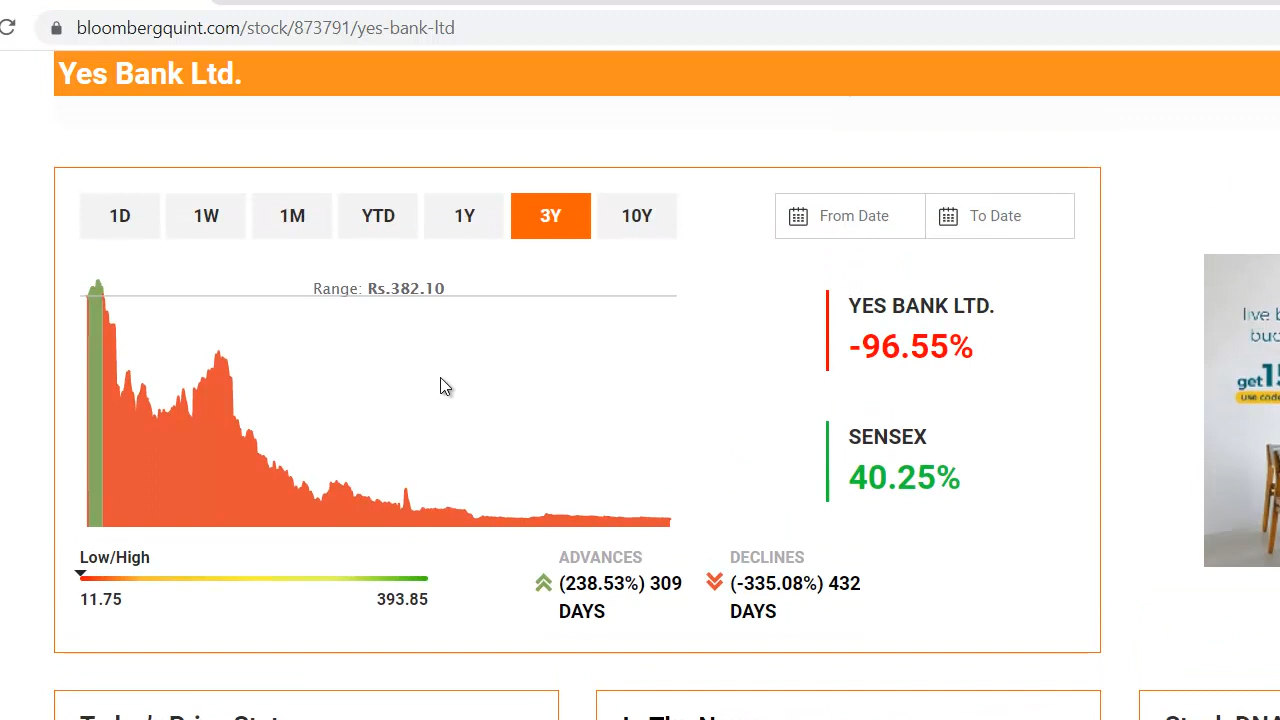 bloombergquint.com/stock/873791/yes-bank-ltd
Yes Bank Ltd.
1D 1W 1M YTD 1Y 3Y 10Y From Date To Date
Range: Rs.382.10
YES BANK LTD.
-96.55%
SENSEX
40.25%
Low/High
11.75 393.85
ADVANCES
(238.53%) 309
DAYS
DECLINES
(-335.08%) 432
DAYS
live
get